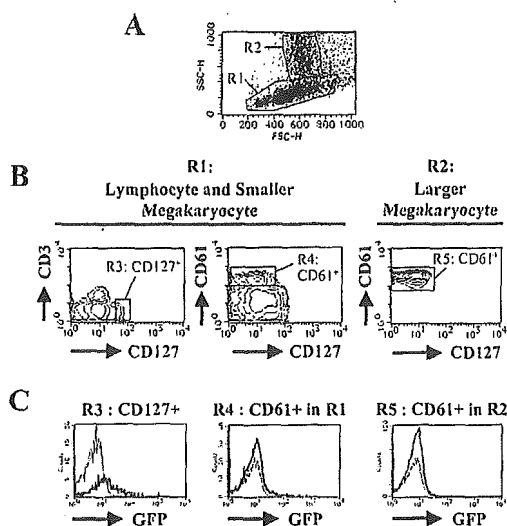 A
R2
R1
SSC-H
0 200 400 600 800 1000
FSC-H
B
R1:
Lymphocyte and Smaller
Megakaryocyte
R2:
Larger
Megakaryocyte
CD3
R3: CD127+
CD127
CD61
R4:
CD61+
CD127
CD61
R5: CD61+
CD127
C
R3 : CD127+
R4 : CD61+ in R1
R5 : CD61+ in R2
GFP
GFP
GFP